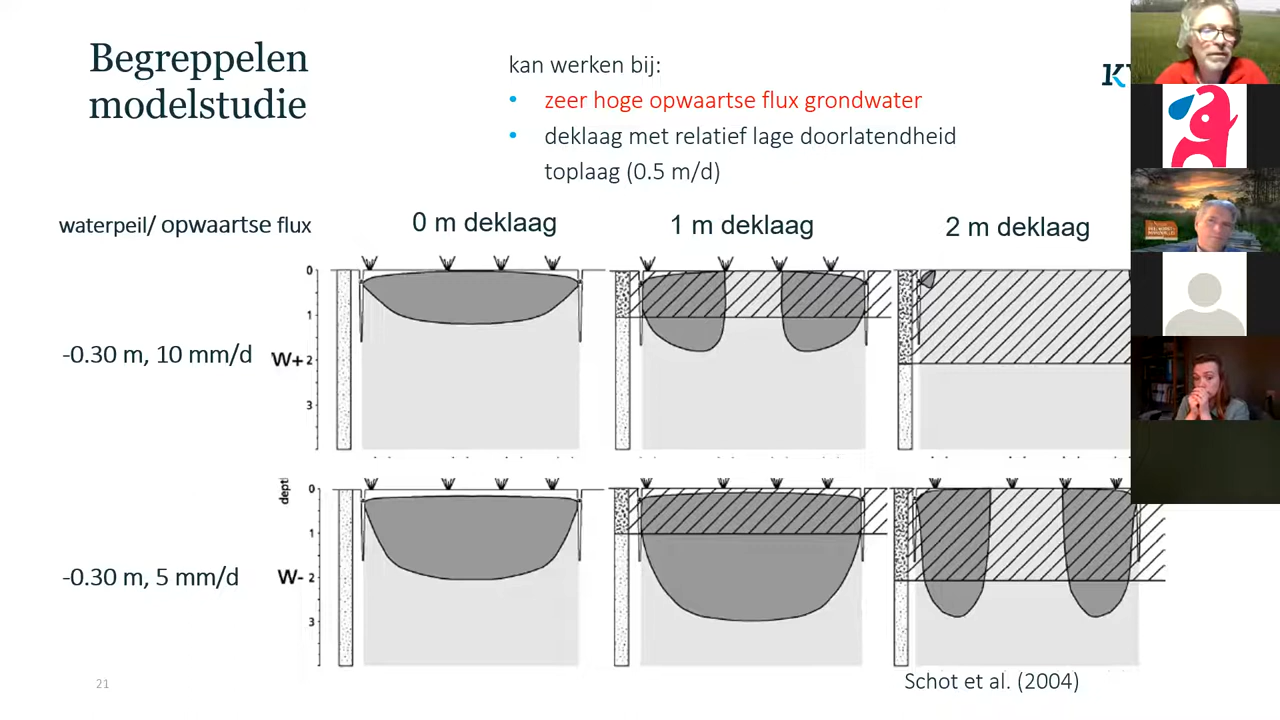 Begreppelen
modelstudie
kan werken bij:
• zeer hoge opwaartse flux grondwater
• deklaag met relatief lage doorlatendheid
toplaag (0.5 m/d)
waterpeil/ opwaartse flux
0 m deklaag
1 m deklaag
2 m deklaag
0
1
2
3
-0.30 m, 10 mm/d
W+
dept
0
1
2
3
-0.30 m, 5 mm/d
W-
Schot et al. (2004)
21